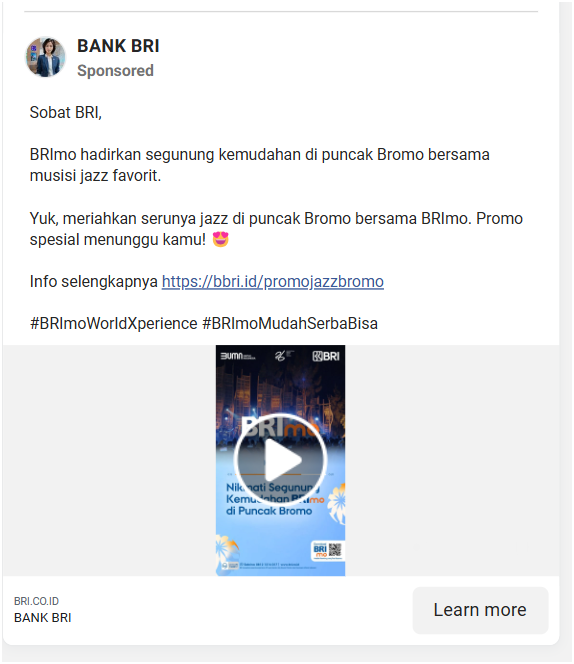 BANK BRI
Sponsored
Sobat BRI,
BRImo hadirkan segunung kemudahan di puncak Bromo bersama
musisi jazz favorit.
Yuk, meriahkan serunya jazz di puncak Bromo bersama BRImo. Promo
spesial menunggu kamu! 😍
Info selengkapnya https://bbri.id/promojazzbromo
#BRImoWorldXperience #BRImoMudahSerbaBisa
BUMN
BRI
BRImo
Nikmati Segunung
Kemudahan BRImo
di Puncak Bromo
BRI
mo
BRI.CO.ID
BANK BRI
Learn more